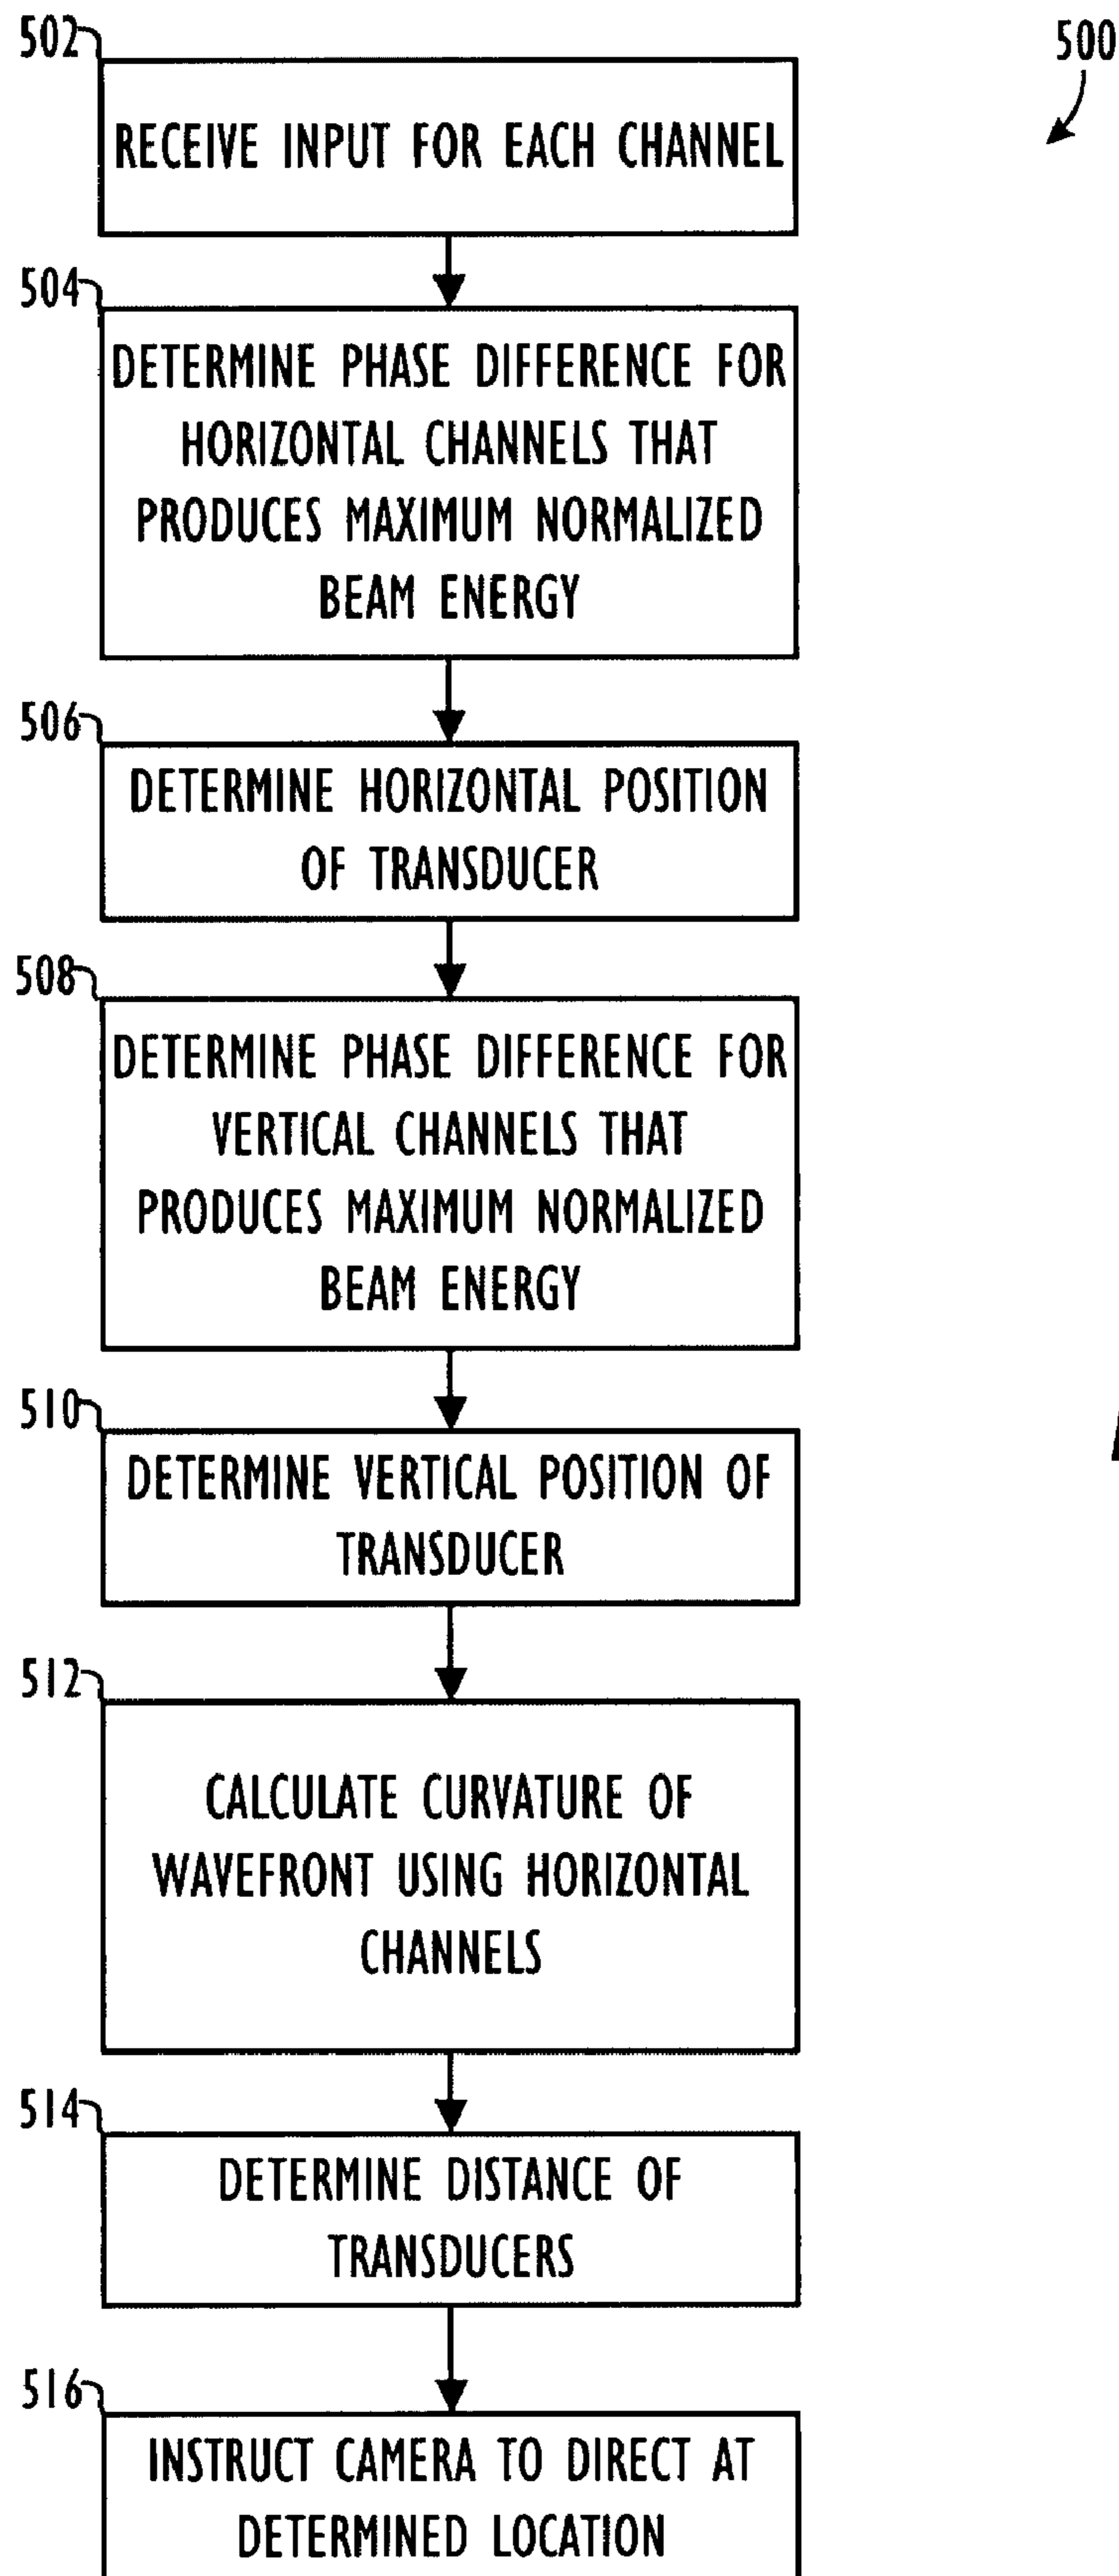 502
500
RECEIVE INPUT FOR EACH CHANNEL
504
DETERMINE PHASE DIFFERENCE FOR
HORIZONTAL CHANNELS THAT
PRODUCES MAXIMUM NORMALIZED
BEAM ENERGY
506
DETERMINE HORIZONTAL POSITION
OF TRANSDUCER
508
DETERMINE PHASE DIFFERENCE FOR
VERTICAL CHANNELS THAT
PRODUCES MAXIMUM NORMALIZED
BEAM ENERGY
510
DETERMINE VERTICAL POSITION OF
TRANSDUCER
512
CALCULATE CURVATURE OF
WAVEFRONT USING HORIZONTAL
CHANNELS
514
DETERMINE DISTANCE OF
TRANSDUCERS
516
INSTRUCT CAMERA TO DIRECT AT
DETERMINED LOCATION